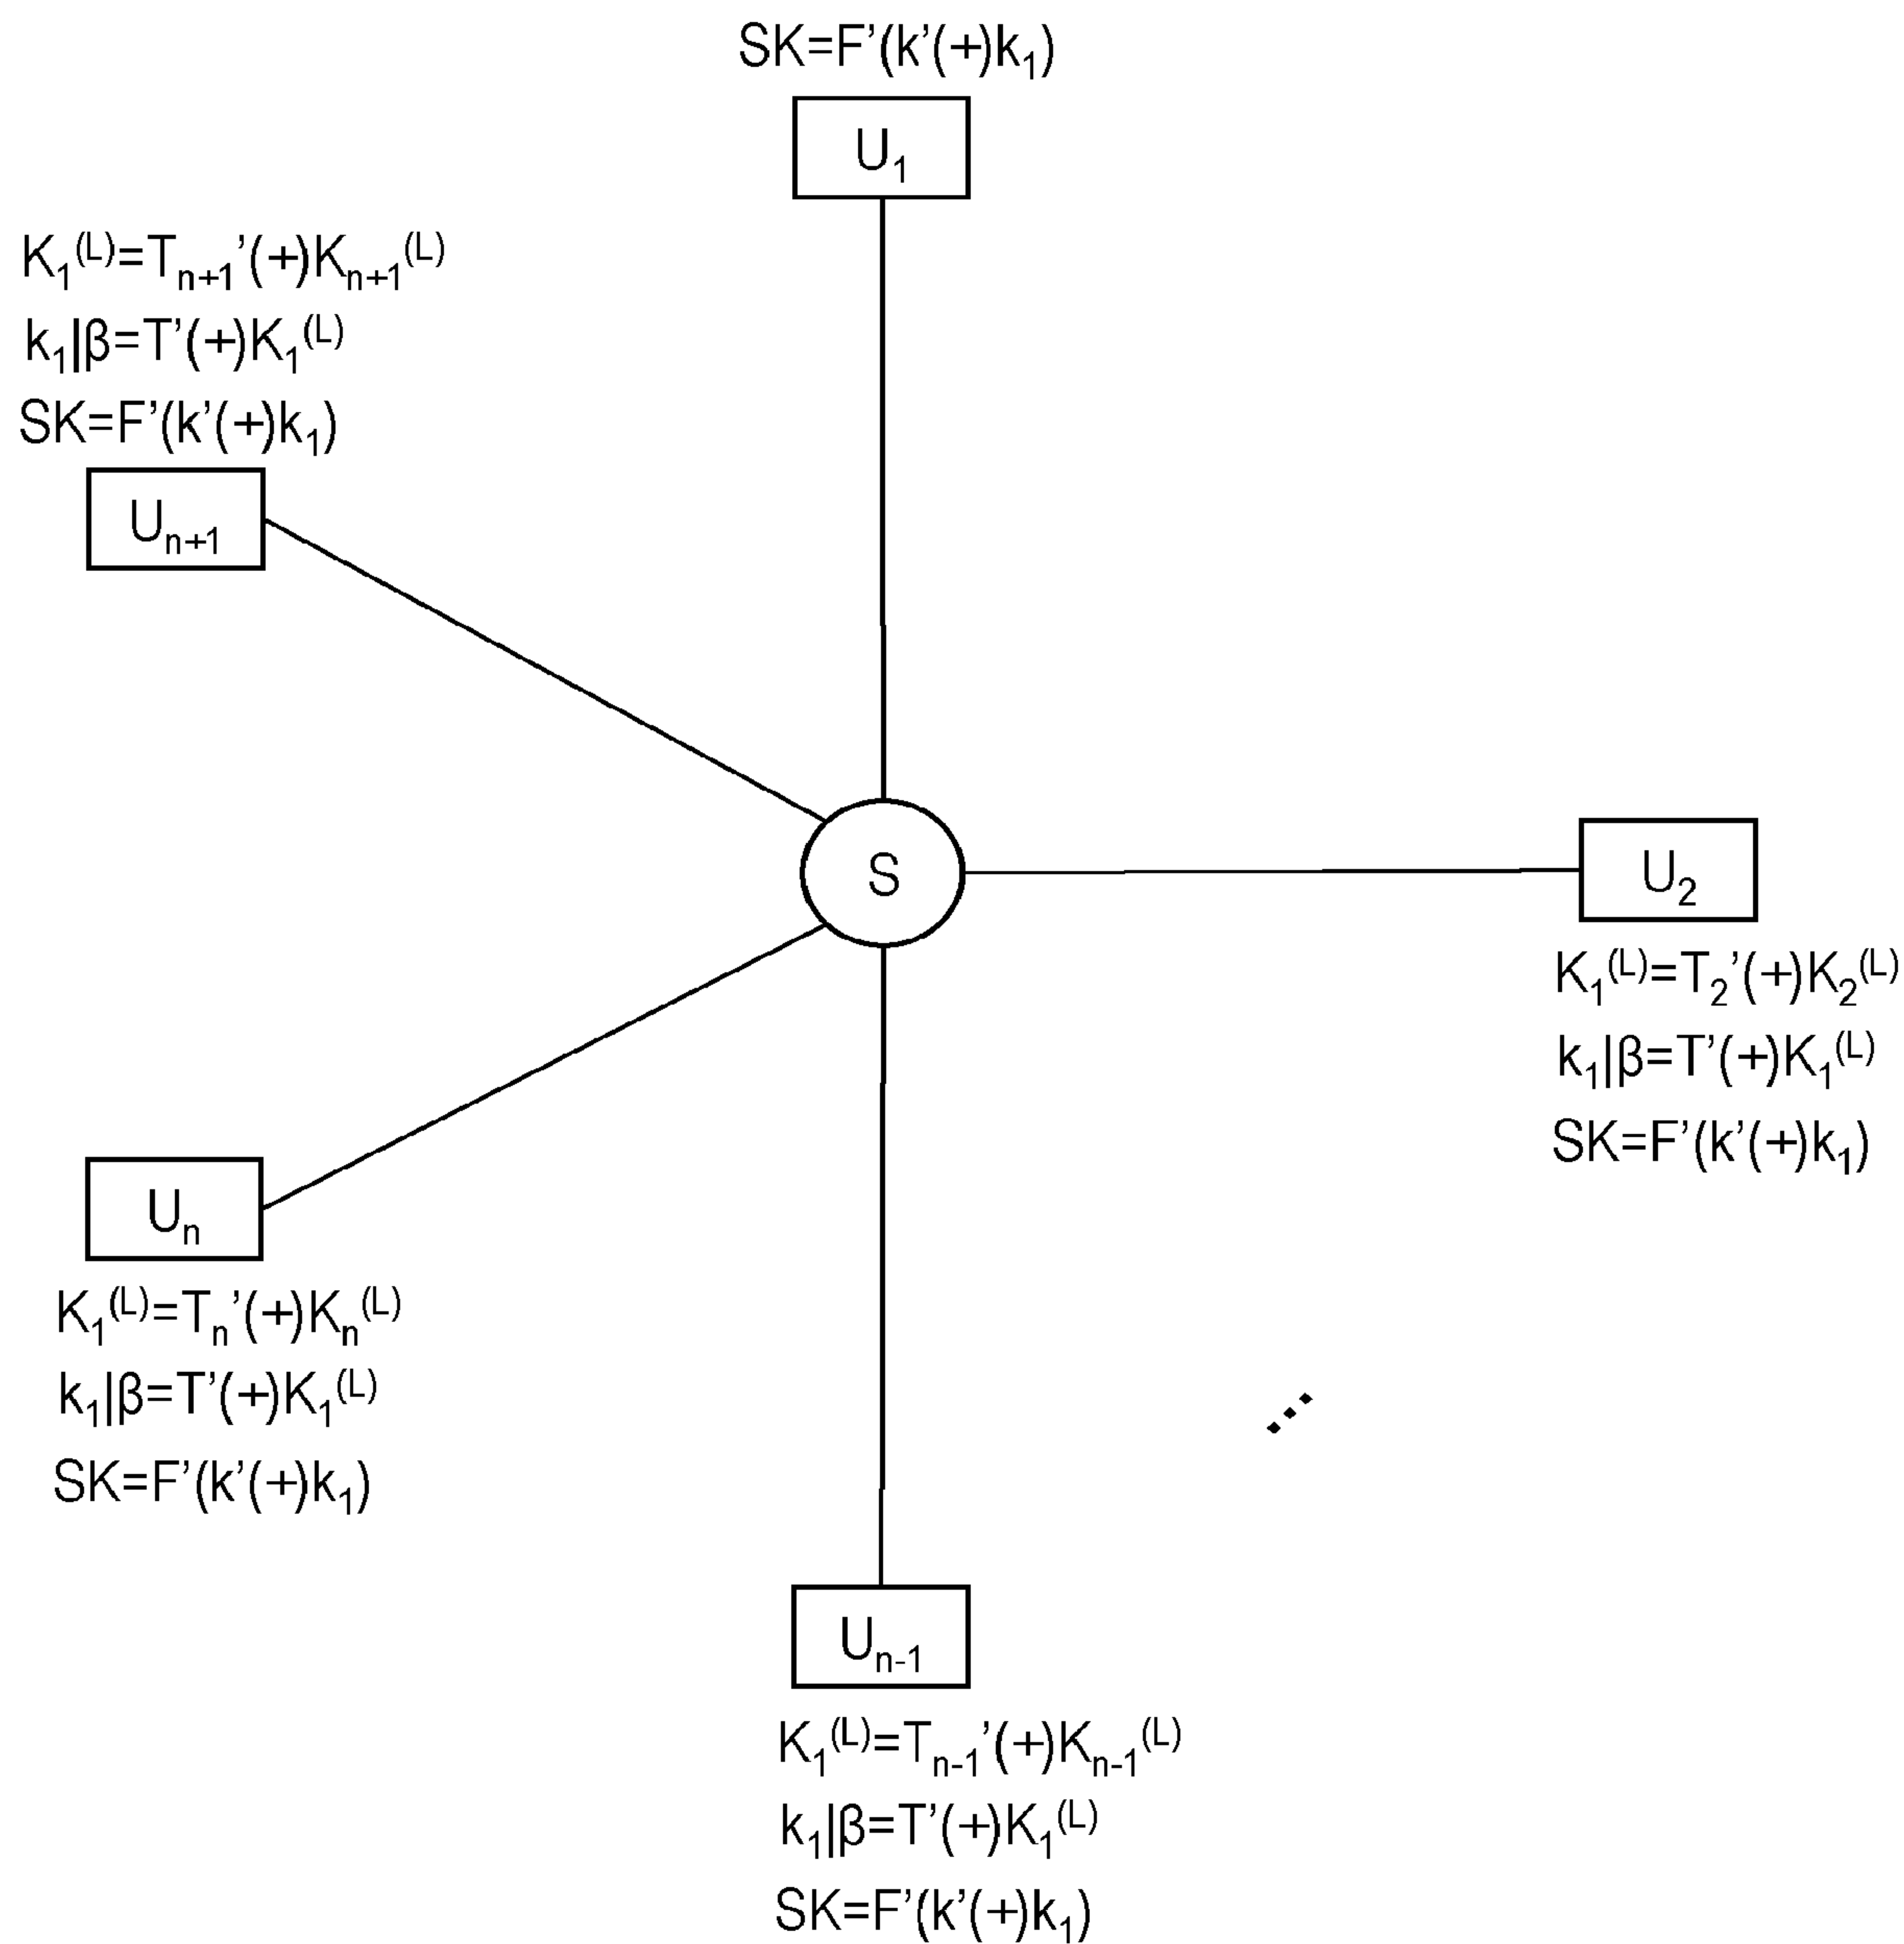 SK=F’(k’(+)k₁)
U₁
K₁⁽ᴸ⁾=Tₙ₊₁’(+)Kₙ₊₁⁽ᴸ⁾
k₁|β=T’(+)K₁⁽ᴸ⁾
SK=F’(k’(+)k₁)
Uₙ₊₁
S
U₂
K₁⁽ᴸ⁾=T₂’(+)K₂⁽ᴸ⁾
k₁|β=T’(+)K₁⁽ᴸ⁾
SK=F’(k’(+)k₁)
Uₙ
K₁⁽ᴸ⁾=Tₙ’(+)Kₙ⁽ᴸ⁾
k₁|β=T’(+)K₁⁽ᴸ⁾
SK=F’(k’(+)k₁)
...
Uₙ₋₁
K₁⁽ᴸ⁾=Tₙ₋₁’(+)Kₙ₋₁⁽ᴸ⁾
k₁|β=T’(+)K₁⁽ᴸ⁾
SK=F’(k’(+)k₁)